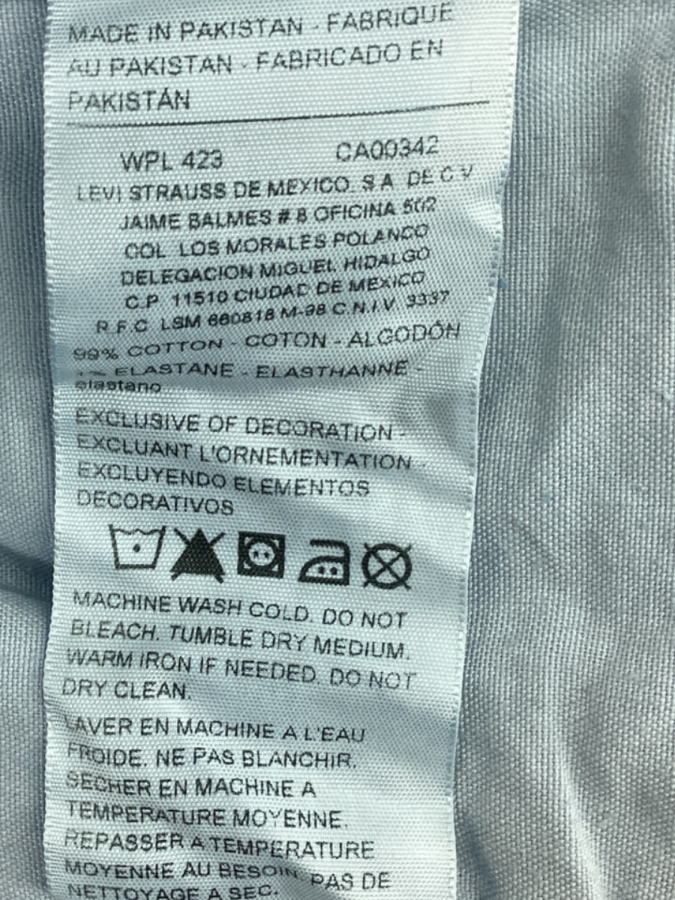 MADE IN PAKISTAN - FABRIQUÉ
AU PAKISTAN - FABRICADO EN
PAKISTÁN
WPL 423 CA00342
LEVI STRAUSS DE MEXICO. S A DE C V
JAIME BALMES # 8 OFICINA 502
COL LOS MORALES POLANCO
DELEGACION MIGUEL HIDALGO
C.P. 11510 CIUDAD DE MEXICO
R.F.C LSM 660818 M-98 C.N.I.V. 3337
99% COTTON - COTON - ALGODÓN
ELASTANE - ELASTHANNE -
elastano
EXCLUSIVE OF DECORATION -
EXCLUANT L'ORNEMENTATION -
EXCLUYENDO ELEMENTOS
DECORATIVOS
MACHINE WASH COLD. DO NOT
BLEACH. TUMBLE DRY MEDIUM.
WARM IRON IF NEEDED. DO NOT
DRY CLEAN.
LAVER EN MACHINE A L'EAU
FROIDE. NE PAS BLANCHIR.
SECHER EN MACHINE A
TEMPERATURE MOYENNE.
REPASSER A TEMPERATURE
MOYENNE AU BESOIN. PAS DE
NETTOYAGE A SEC.